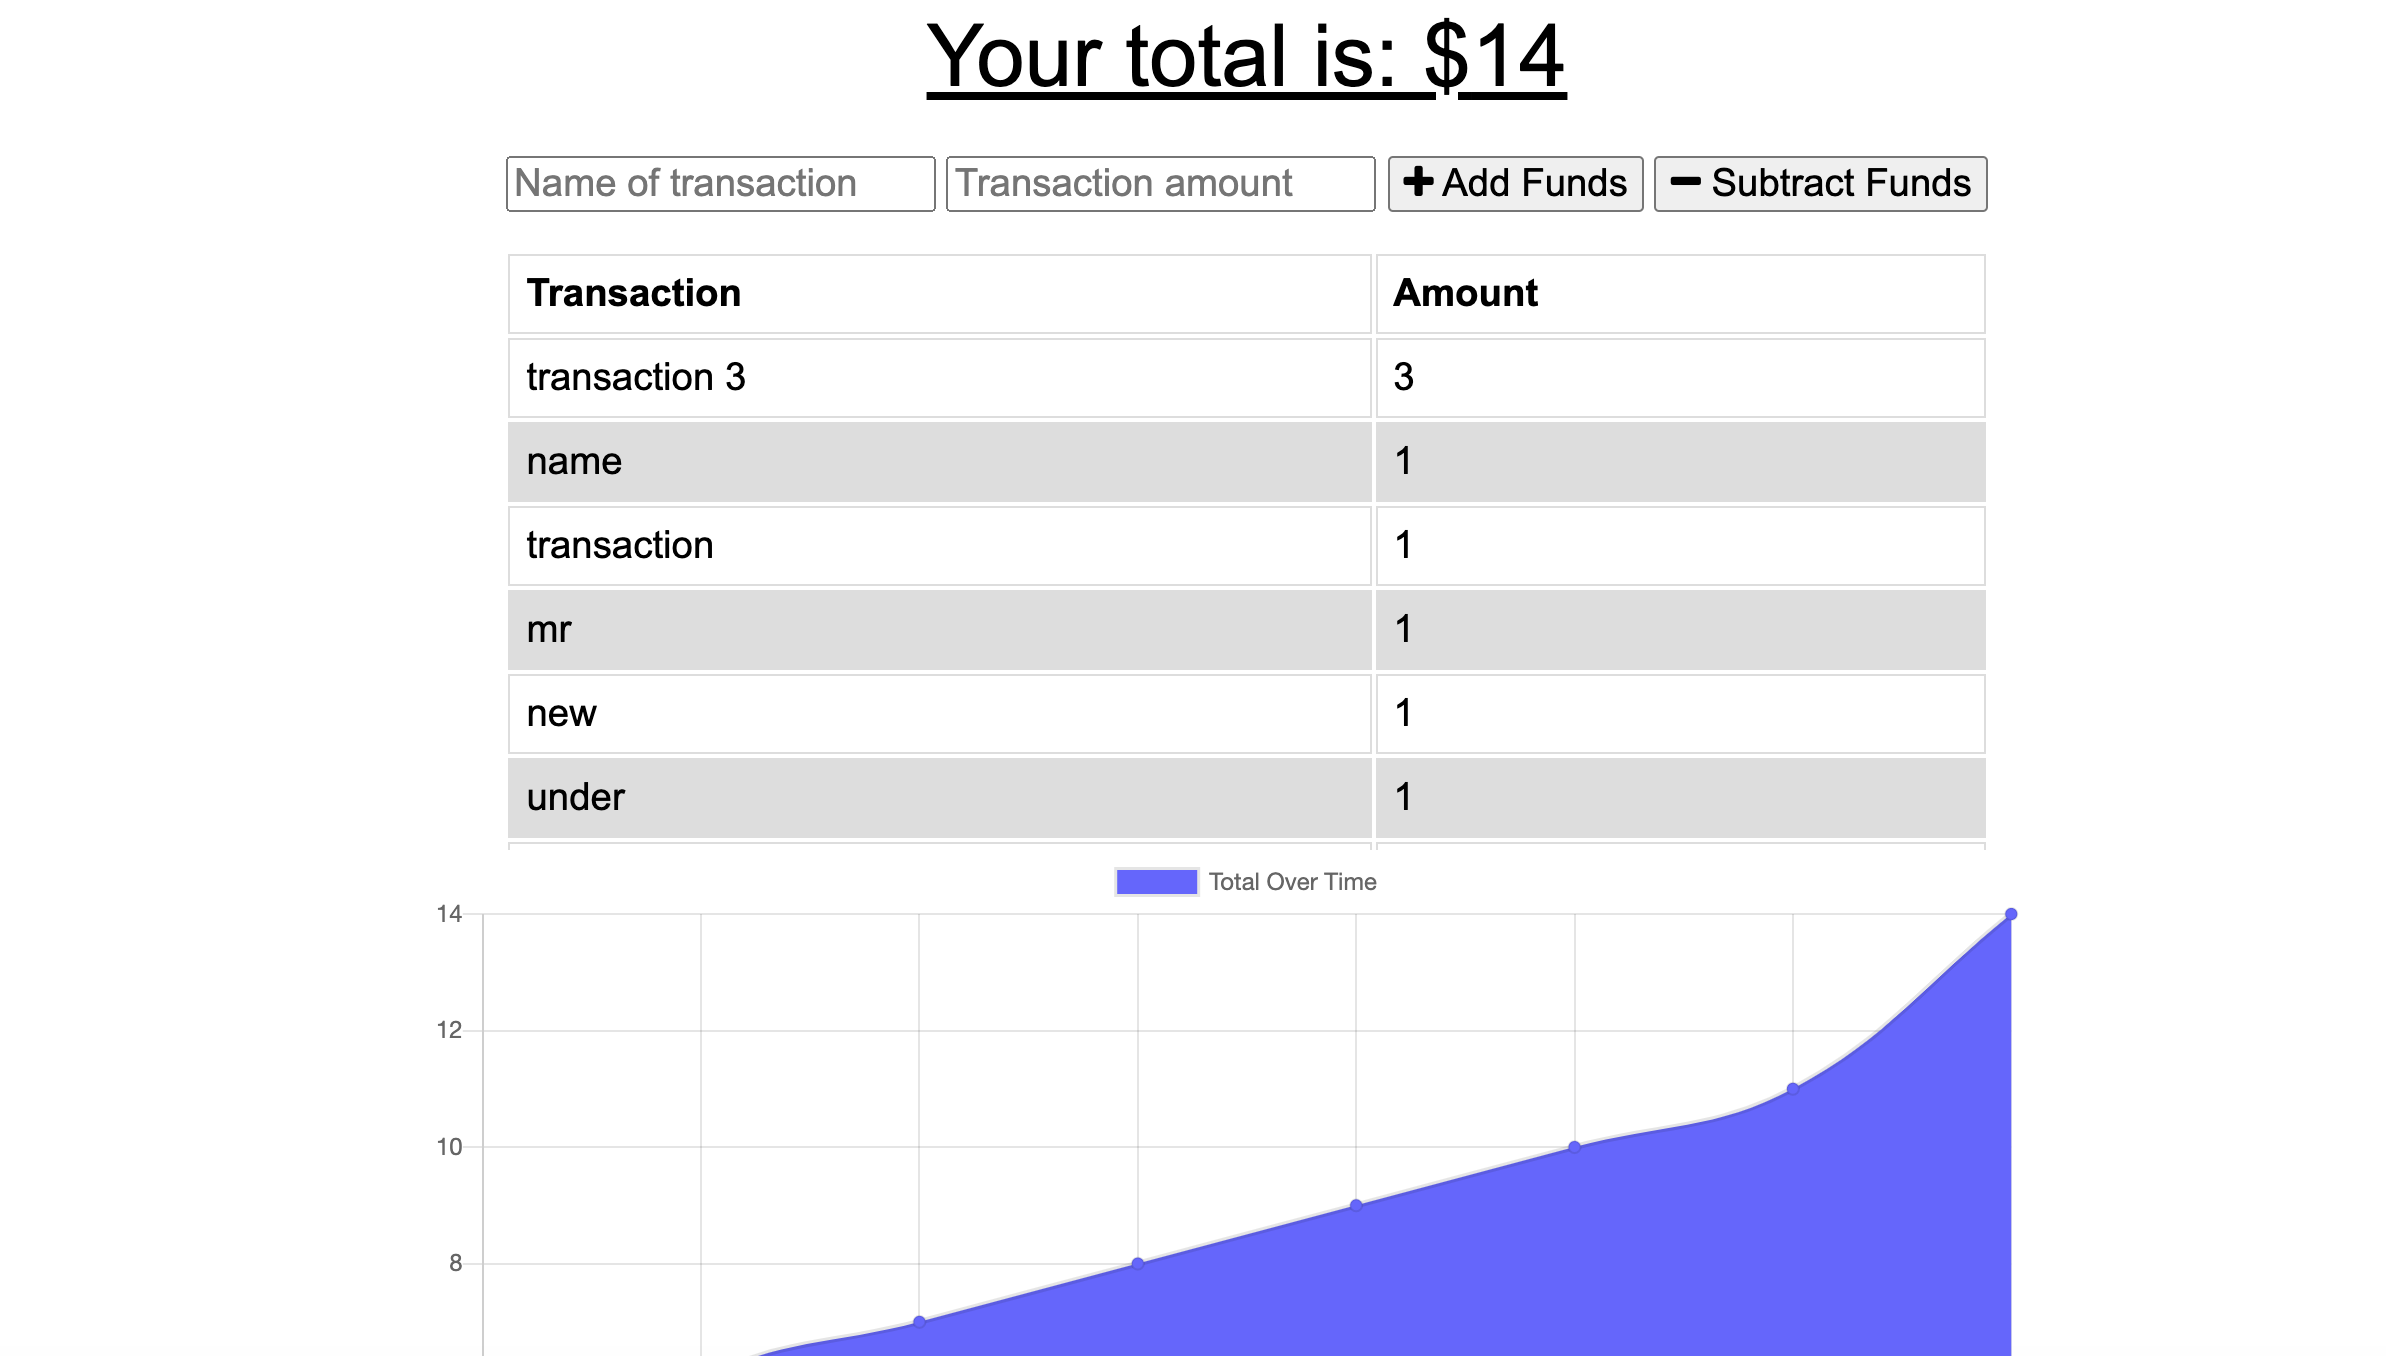 Your total is: $14
Name of transaction Transaction amount Add Funds Subtract Funds
Transaction Amount
transaction 3 3
name 1
transaction 1
mr 1
new 1
under 1
Total Over Time
14
12
10
8